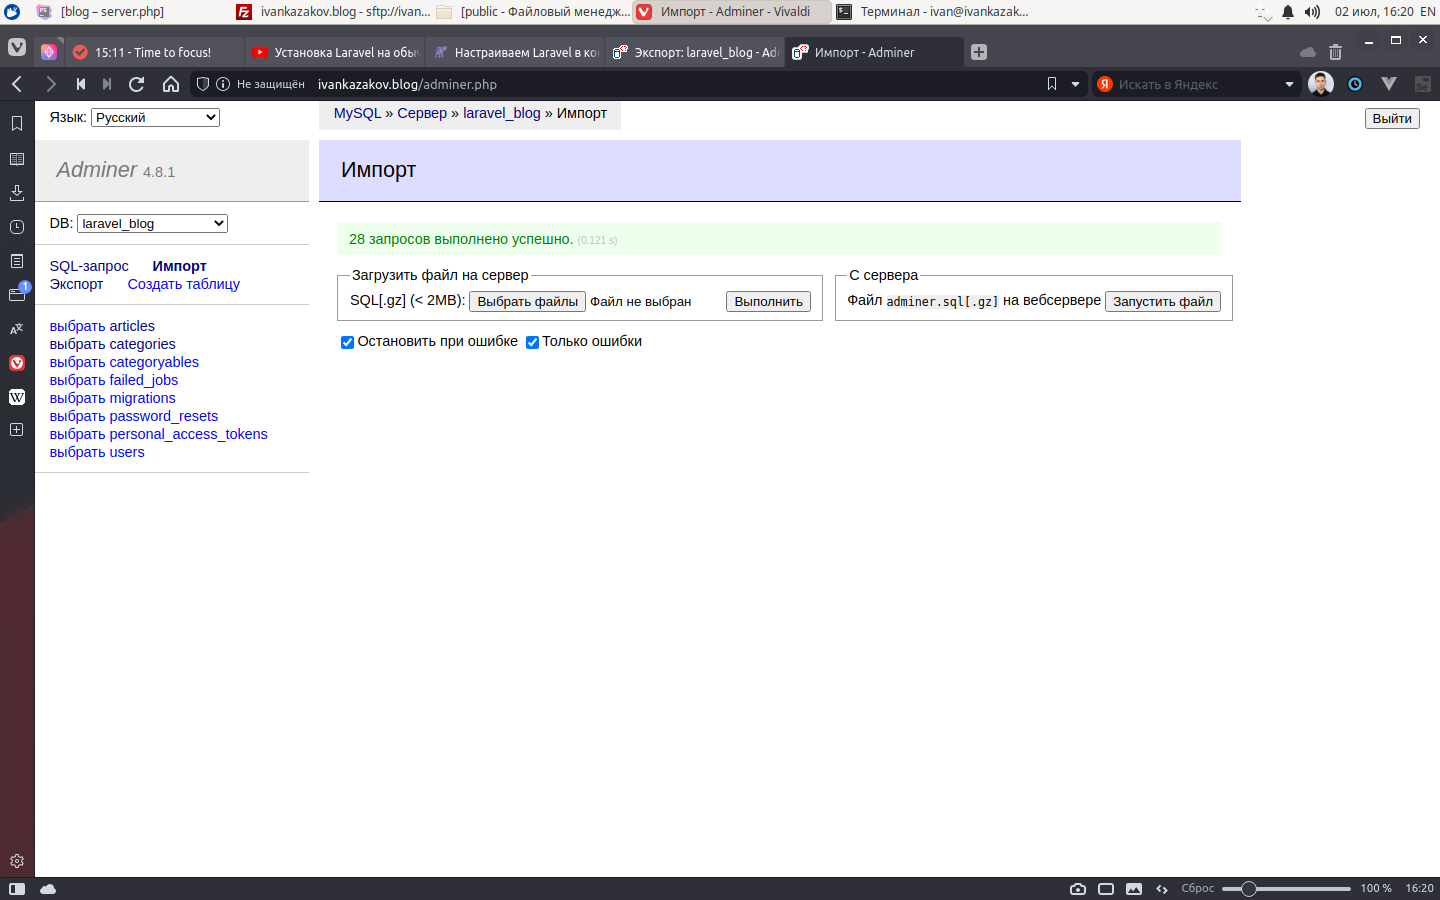 [blog – server.php]
ivankazakov.blog - sftp://ivan...
[public - Файловый менедж...
Импорт - Adminer - Vivaldi
Терминал - ivan@ivankazak...
02 июл, 16:20 EN
15:11 - Time to focus!
Установка Laravel на обы
Настраиваем Laravel в ко
Экспорт: laravel_blog - Adm
Импорт - Adminer
Не защищён
ivankazakov.blog/adminer.php
Искать в Яндекс
Язык: Русский
MySQL » Сервер » laravel_blog » Импорт
Выйти
Adminer 4.8.1
Импорт
DB: laravel_blog
28 запросов выполнено успешно. (0.121 s)
SQL-запрос Импорт
Экспорт Создать таблицу
Загрузить файл на сервер
SQL[.gz] (< 2MB): Выбрать файлы Файл не выбран Выполнить
С сервера
Файл adminer.sql[.gz] на вебсервере Запустить файл
Остановить при ошибке Только ошибки
выбрать articles
выбрать categories
выбрать categoryables
выбрать failed_jobs
выбрать migrations
выбрать password_resets
выбрать personal_access_tokens
выбрать users
1
Сброс
100 %
16:20